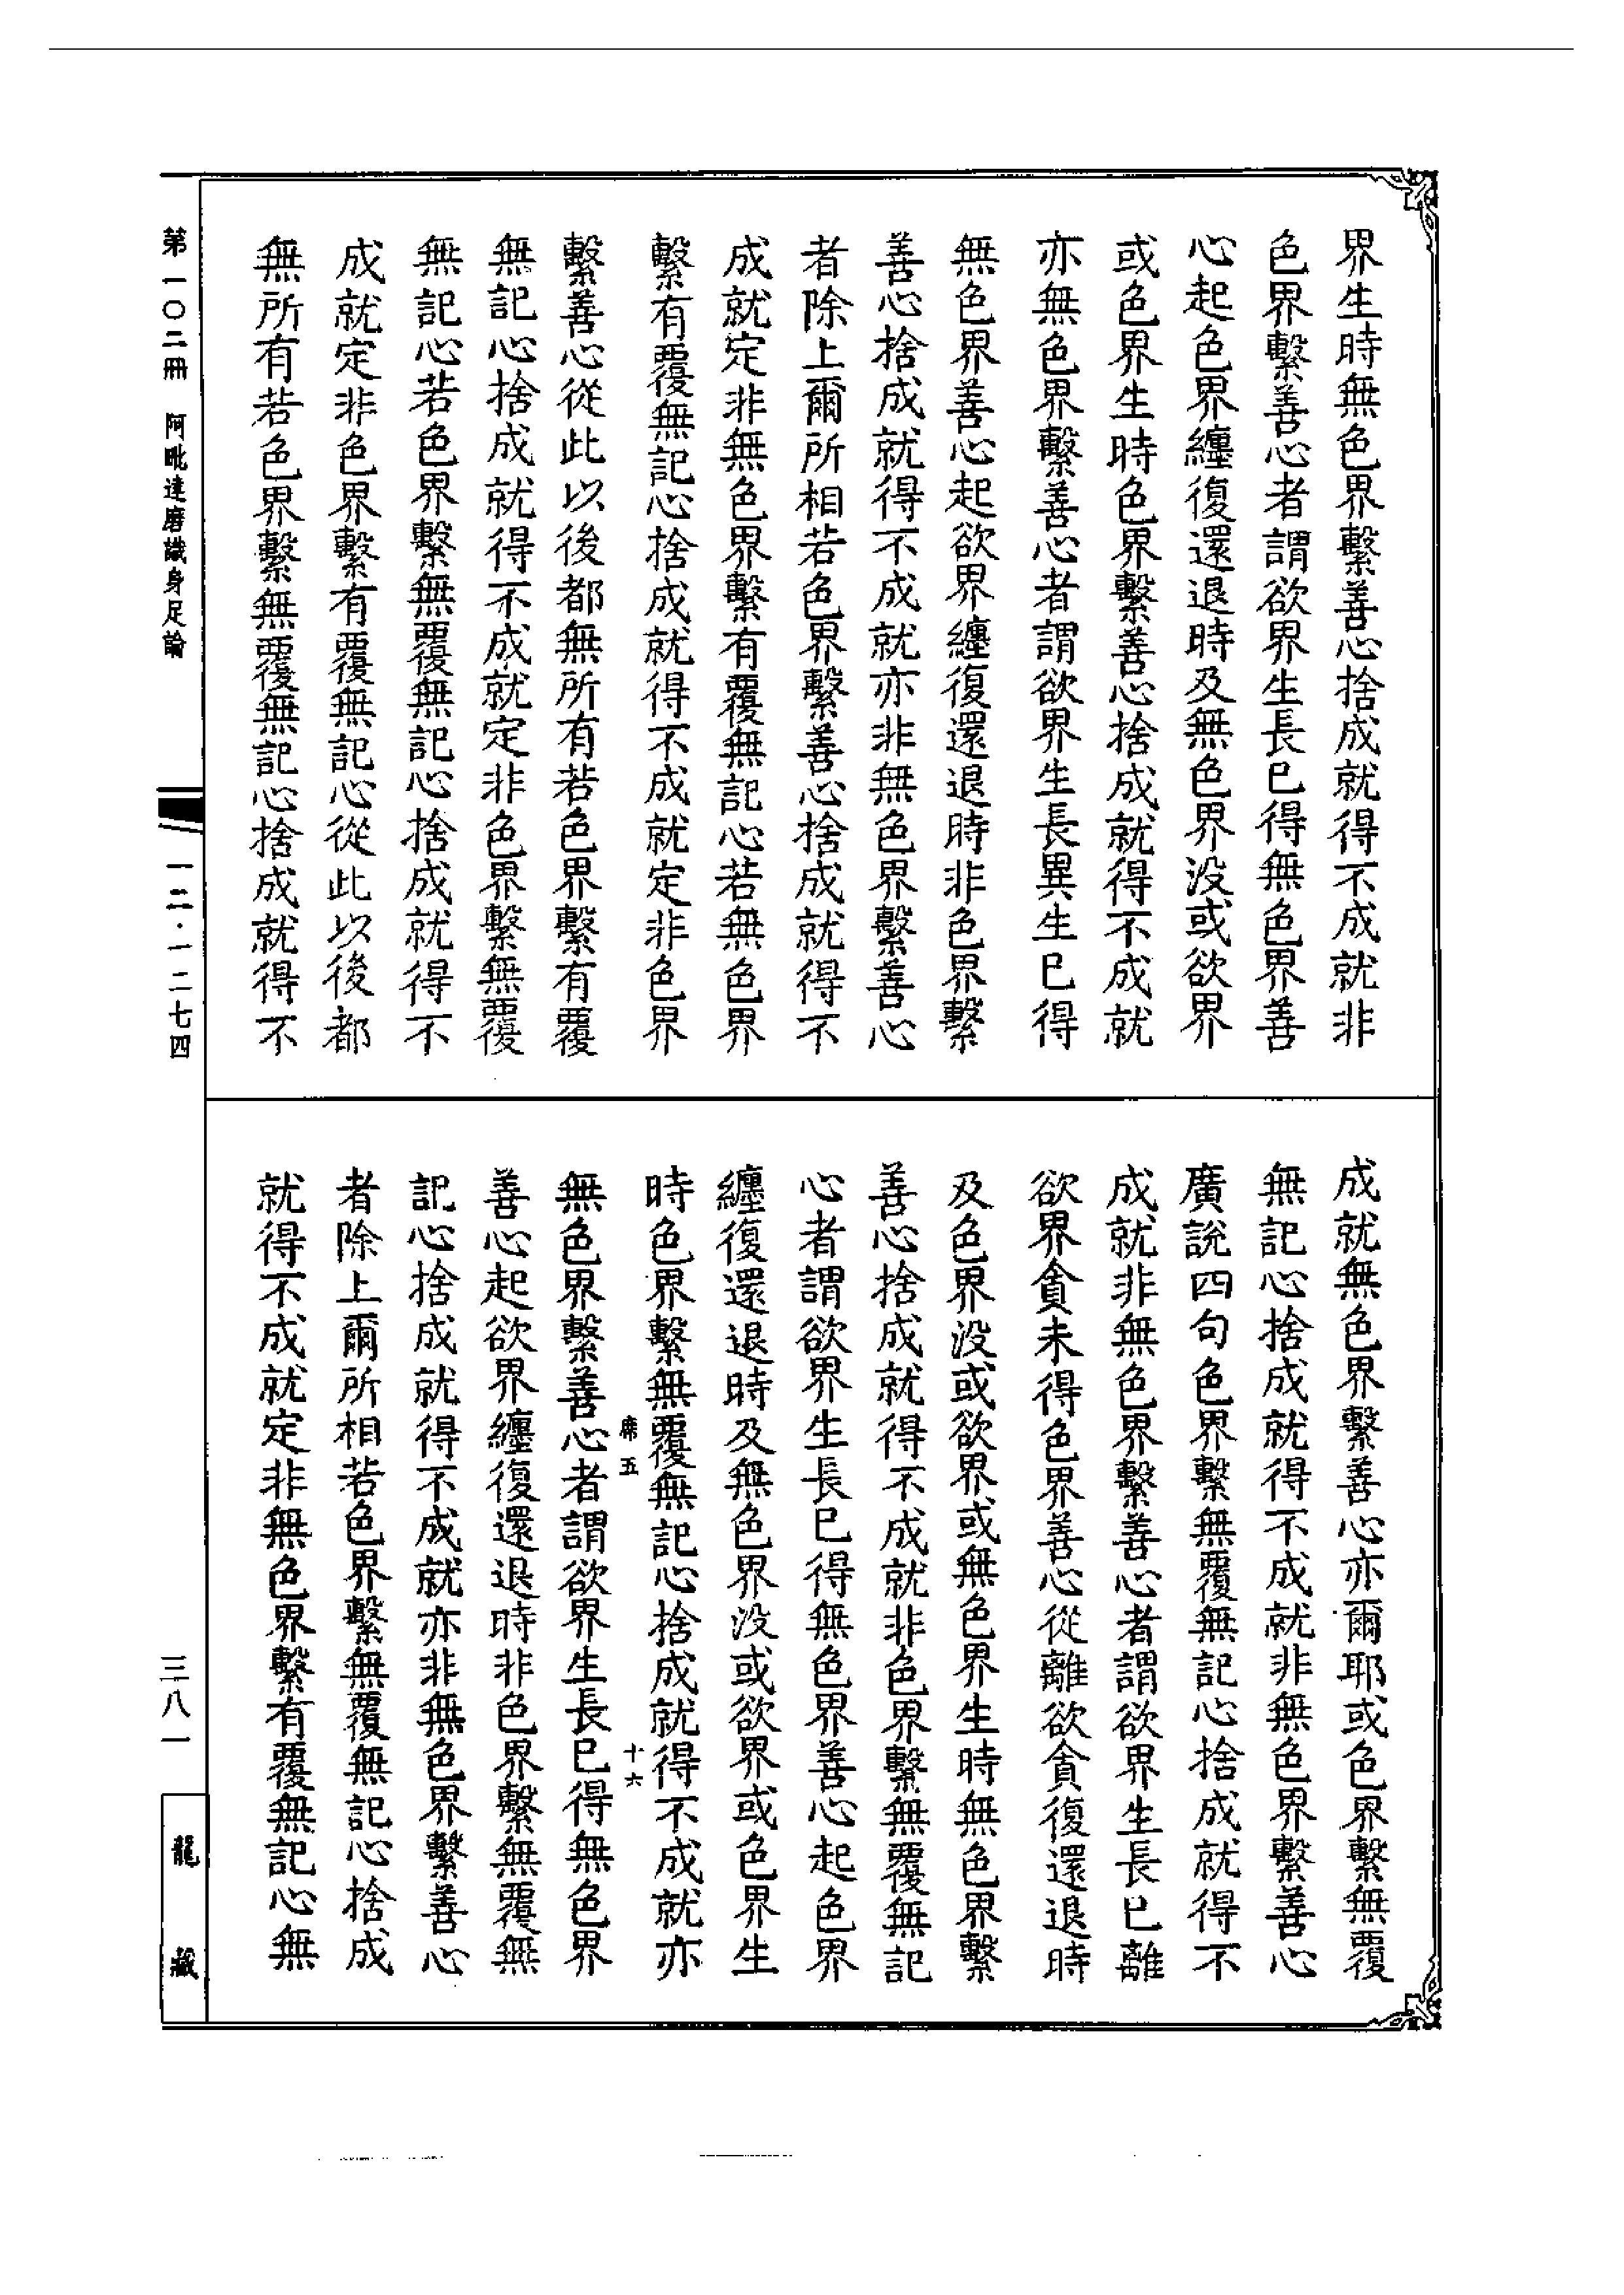 界生時無色界繫善心捨成就得不成就非
色界繫善心者謂欲界生長已得無色界善
心起色界纏復還退時及無色界没或欲界
或色界生時色界繫善心捨成就得不成就
亦無色界繫善心者謂欲界生長異生已得
無色界善心起欲界纏復還退時非色界繫
善心捨成就得不成就亦非無色界繫善心
者除上爾所相若色界繫善心捨成就得不
成就定非無色界繫有覆無記心若無色界
繫有覆無記心捨成就得不成就定非色界
繫善心從此以後都無所有若色界繫有覆
無記心捨成就得不成就定非色界繫無覆
無記心若色界繫無覆無記心捨成就得不
成就定非色界繫有覆無記心從此以後都
無所有若色界繫無覆無記心捨成就得不
成就無色界繫善心亦爾耶或色界繫無覆
無記心捨成就得不成就非無色界繫善心
廣說四句色界繫無覆無記心捨成就得不
成就非無色界繫善心者謂欲界生長已離
欲界貪未得色界善心從離欲貪復還退時
及色界没或欲界或無色界生時無色界繫
善心捨成就得不成就非色界繫無覆無記
心者謂欲界生長已得無色界善心起色界
纏復還退時及無色界没或欲界或色界生
時色界繫無覆無記心捨成就得不成就亦
席五 十六
無色界繫善心者謂欲界生長已得無色界
善心起欲界纏復還退時非色界繫無覆無
記心捨成就得不成就亦非無色界繫善心
者除上爾所相若色界繫無覆無記心捨成
就得不成就定非無色界繫有覆無記心無
第一〇二冊 阿毗達磨識身足論
一二·一二七四
三八一
龍藏